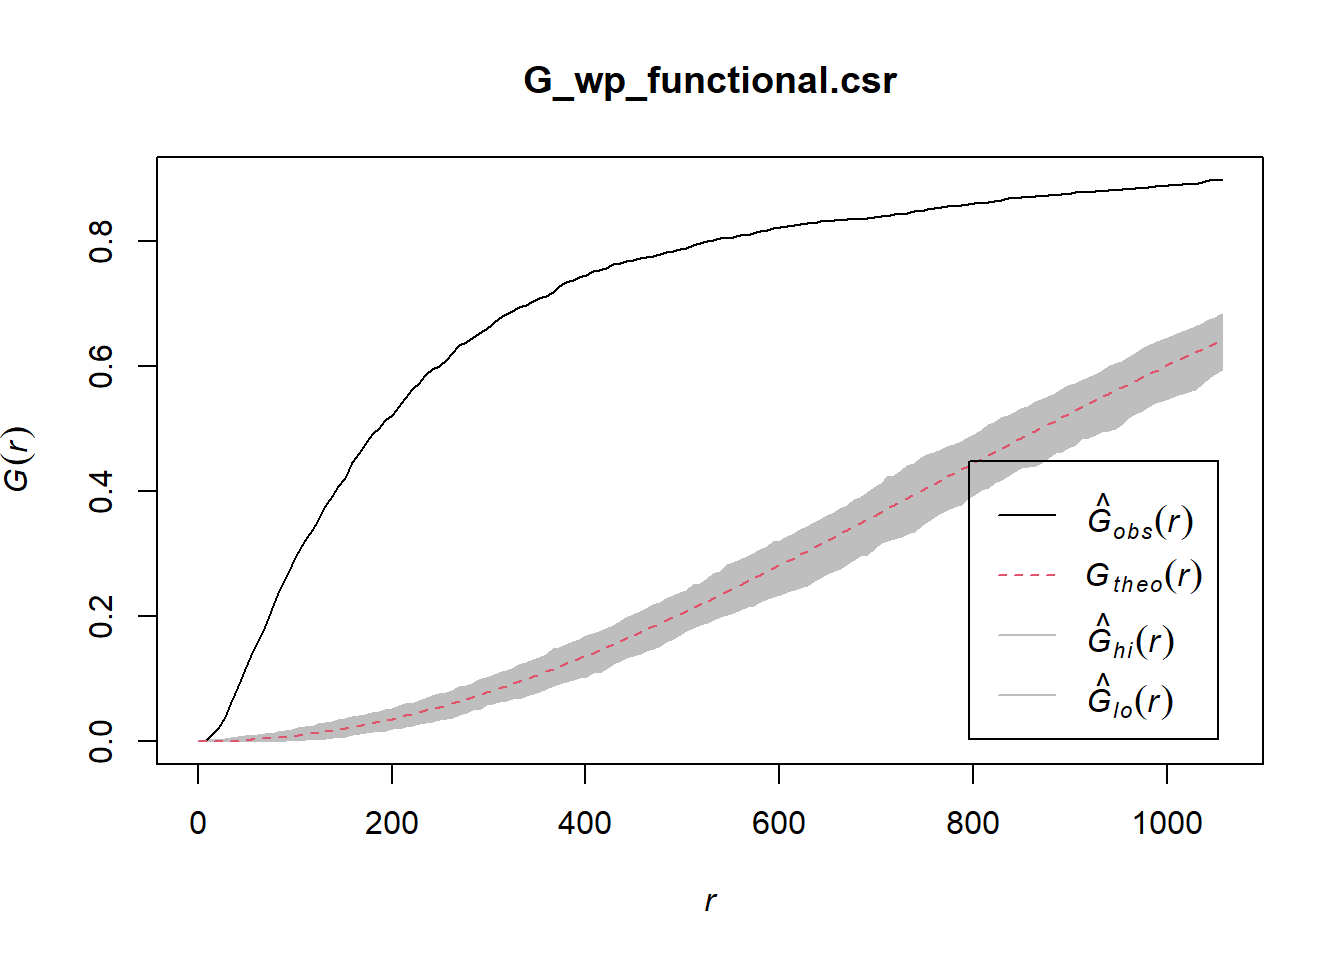 G_wp_functional.csr
G(r)
0.8
0.6
0.4
0.2
0.0
Ĝobs(r)
Gtheo(r)
Ĝhi(r)
Ĝlo(r)
0 200 400 600 800 1000
r